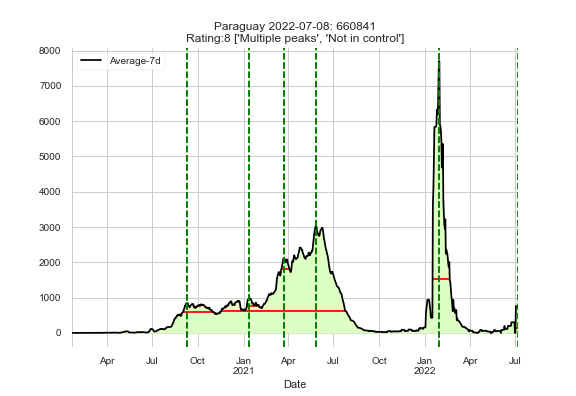 Paraguay 2022-07-08: 660841
Rating:8 ['Multiple peaks', 'Not in control']
Average-7d
8000
7000
6000
5000
4000
3000
2000
1000
0
Apr Jul Oct Jan Apr Jul Oct Jan Apr Jul
2021 2022
Date